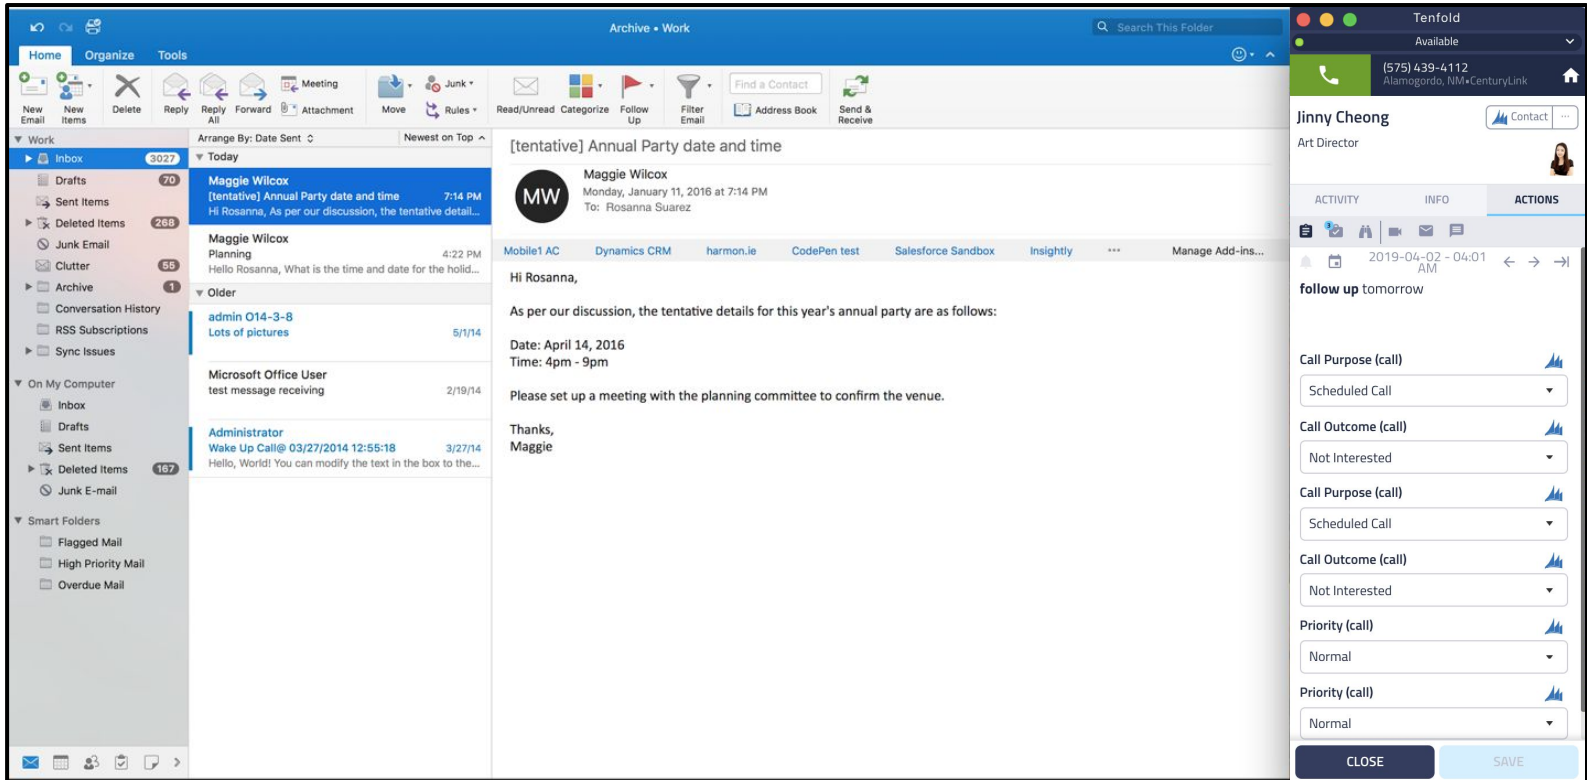 Archive • Work
Search This Folder
Home Organize Tools
New Email
New Items
Delete
Reply
Reply All
Forward
Meeting
Attachment
Move
Junk
Rules
Read/Unread
Categorize
Follow Up
Filter Email
Find a Contact
Address Book
Send & Receive
Work
Inbox 3027
Drafts 70
Sent Items
Deleted Items 268
Junk Email
Clutter 55
Archive 1
Conversation History
RSS Subscriptions
Sync Issues
On My Computer
Inbox
Drafts
Sent Items
Deleted Items 167
Junk E-mail
Smart Folders
Flagged Mail
High Priority Mail
Overdue Mail
Arrange By: Date Sent Newest on Top
Today
Maggie Wilcox
[tentative] Annual Party date and time 7:14 PM
Hi Rosanna, As per our discussion, the tentative detail...
Maggie Wilcox
Planning 4:22 PM
Hello Rosanna, What is the time and date for the holid...
Older
admin O14-3-8
Lots of pictures 5/1/14
Microsoft Office User
test message receiving 2/19/14
Administrator
Wake Up Call@ 03/27/2014 12:55:18 3/27/14
Hello, World! You can modify the text in the box to the...
[tentative] Annual Party date and time
MW
Maggie Wilcox
Monday, January 11, 2016 at 7:14 PM
To: Rosanna Suarez
Mobile1 AC Dynamics CRM harmon.ie CodePen test Salesforce Sandbox Insightly ••• Manage Add-ins...
Hi Rosanna,
As per our discussion, the tentative details for this year's annual party are as follows:
Date: April 14, 2016
Time: 4pm - 9pm
Please set up a meeting with the planning committee to confirm the venue.
Thanks,
Maggie
Tenfold
Available
(575) 439-4112
Alamogordo, NM•CenturyLink
Jinny Cheong
Contact ...
Art Director
ACTIVITY INFO ACTIONS
3
2019-04-02 - 04:01 AM
follow up tomorrow
Call Purpose (call)
Scheduled Call
Call Outcome (call)
Not Interested
Call Purpose (call)
Scheduled Call
Call Outcome (call)
Not Interested
Priority (call)
Normal
Priority (call)
Normal
CLOSE SAVE